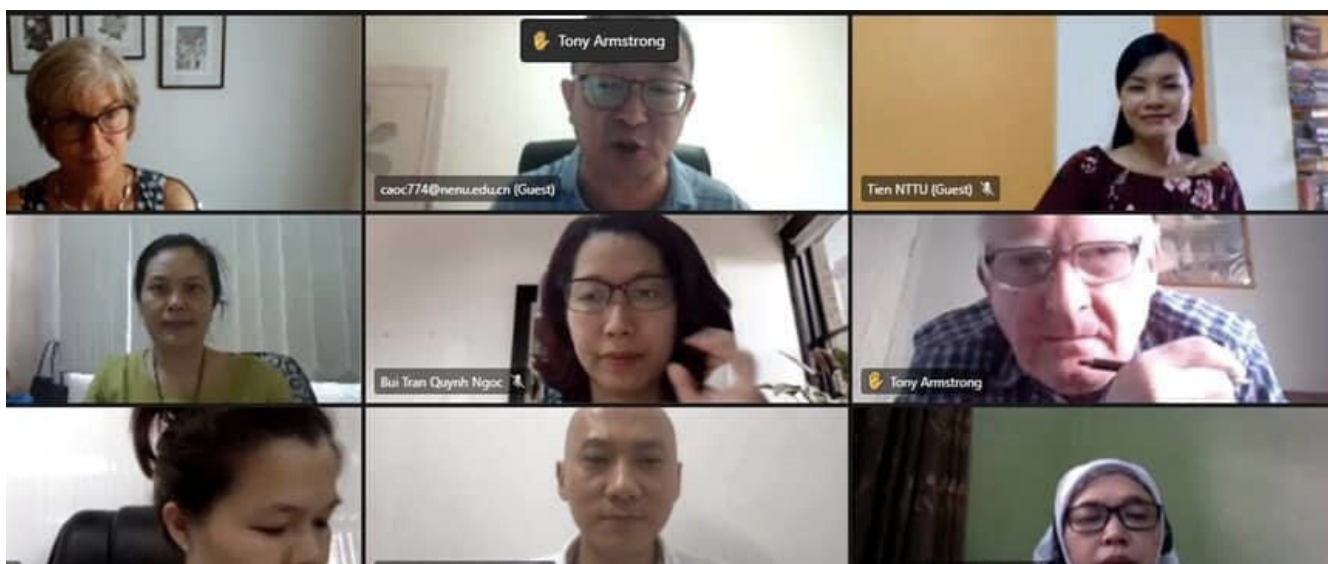 Tony Armstrong
caoc774@nenu.edu.cn (Guest)
Tien NTTU (Guest)
Bui Tran Quynh Ngoc
Tony Armstrong